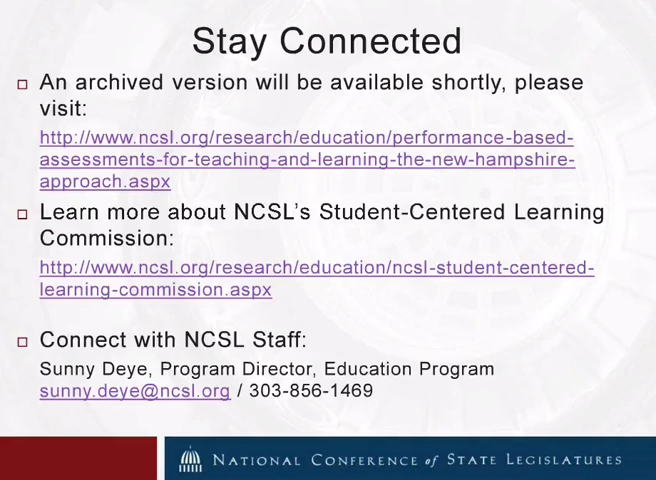 Stay Connected
An archived version will be available shortly, please
visit:
http://www.ncsl.org/research/education/performance-based-
assessments-for-teaching-and-learning-the-new-hampshire-
approach.aspx
Learn more about NCSL's Student-Centered Learning
Commission:
http://www.ncsl.org/research/education/ncsl-student-centered-
learning-commission.aspx
Connect with NCSL Staff:
Sunny Deye, Program Director, Education Program
sunny.deye@ncsl.org / 303-856-1469
NATIONAL CONFERENCE of STATE LEGISLATURES